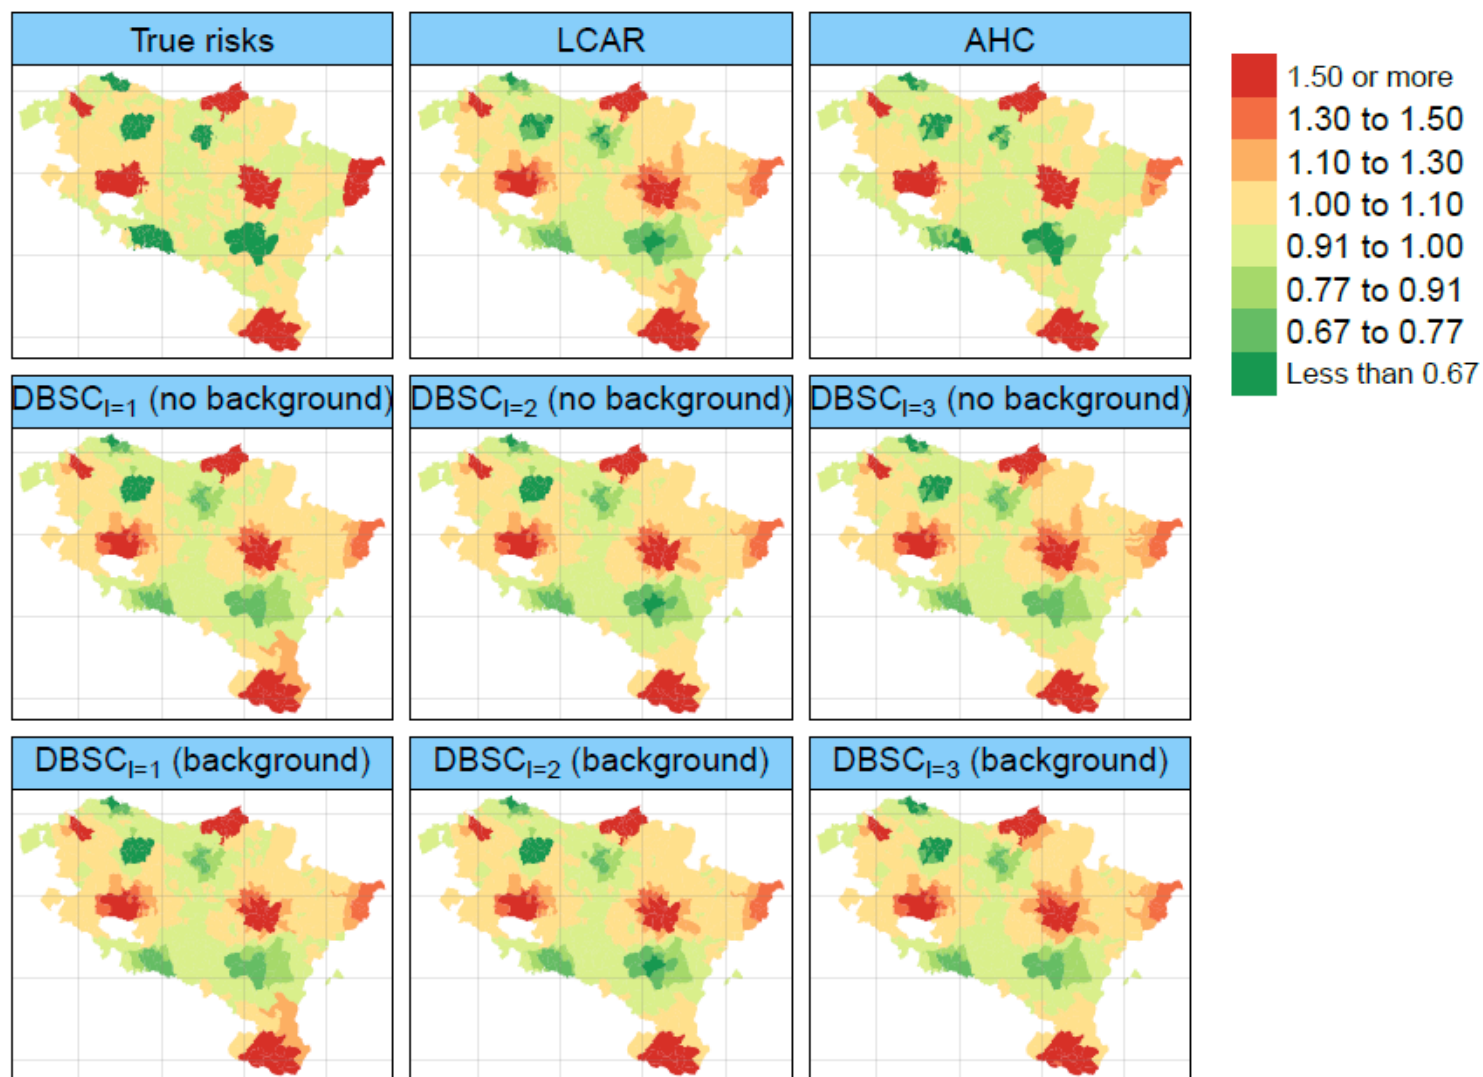 True risks
LCAR
AHC
1.50 or more
1.30 to 1.50
1.10 to 1.30
1.00 to 1.10
0.91 to 1.00
0.77 to 0.91
0.67 to 0.77
Less than 0.67
DBSCl=1 (no background)
DBSCl=2 (no background)
DBSCl=3 (no background)
DBSCl=1 (background)
DBSCl=2 (background)
DBSCl=3 (background)